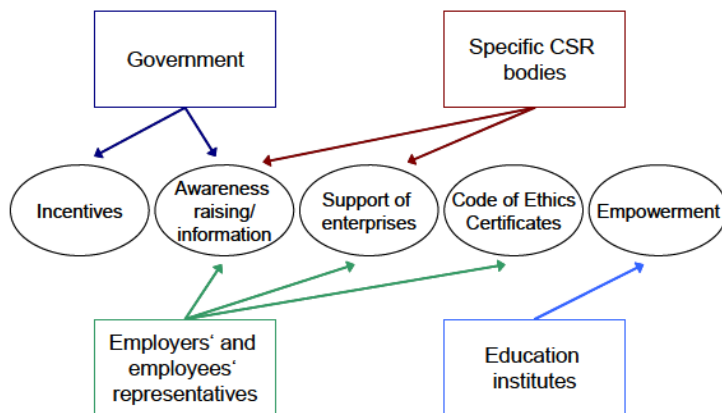 Government
Specific CSR
bodies
Incentives
Awareness
raising/
information
Support of
enterprises
Code of Ethics
Certificates
Empowerment
Employers‘ and
employees‘
representatives
Education
institutes